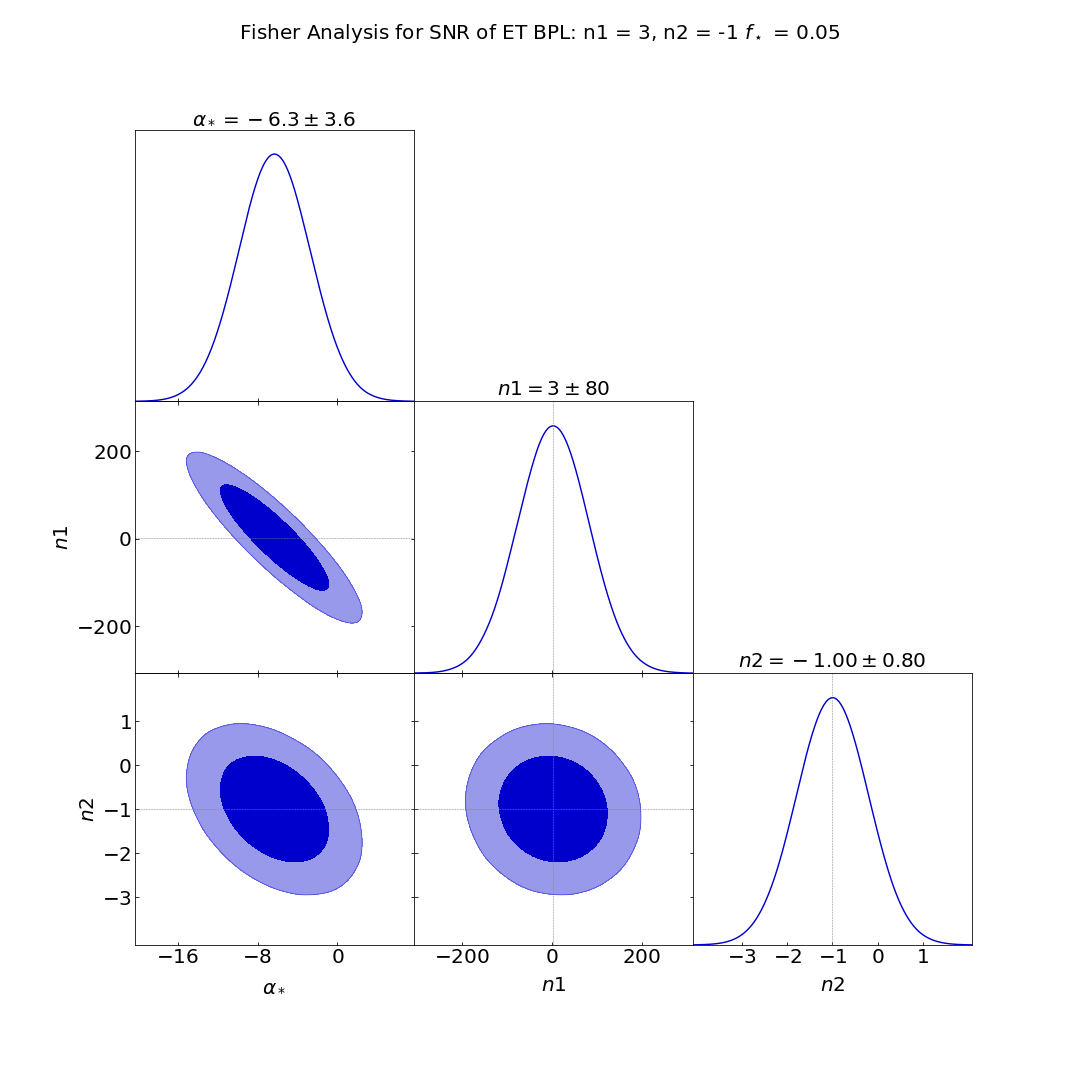 Fisher Analysis for SNR of ET BPL: n1 = 3, n2 = -1 f⋆ = 0.05
α* = −6.3 ± 3.6
n1 = 3 ± 80
200
0
−200
n1
n2 = −1.00 ± 0.80
1
0
−1
−2
−3
n2
−16 −8 0 −200 0 200 −3 −2 −1 0 1
α* n1 n2